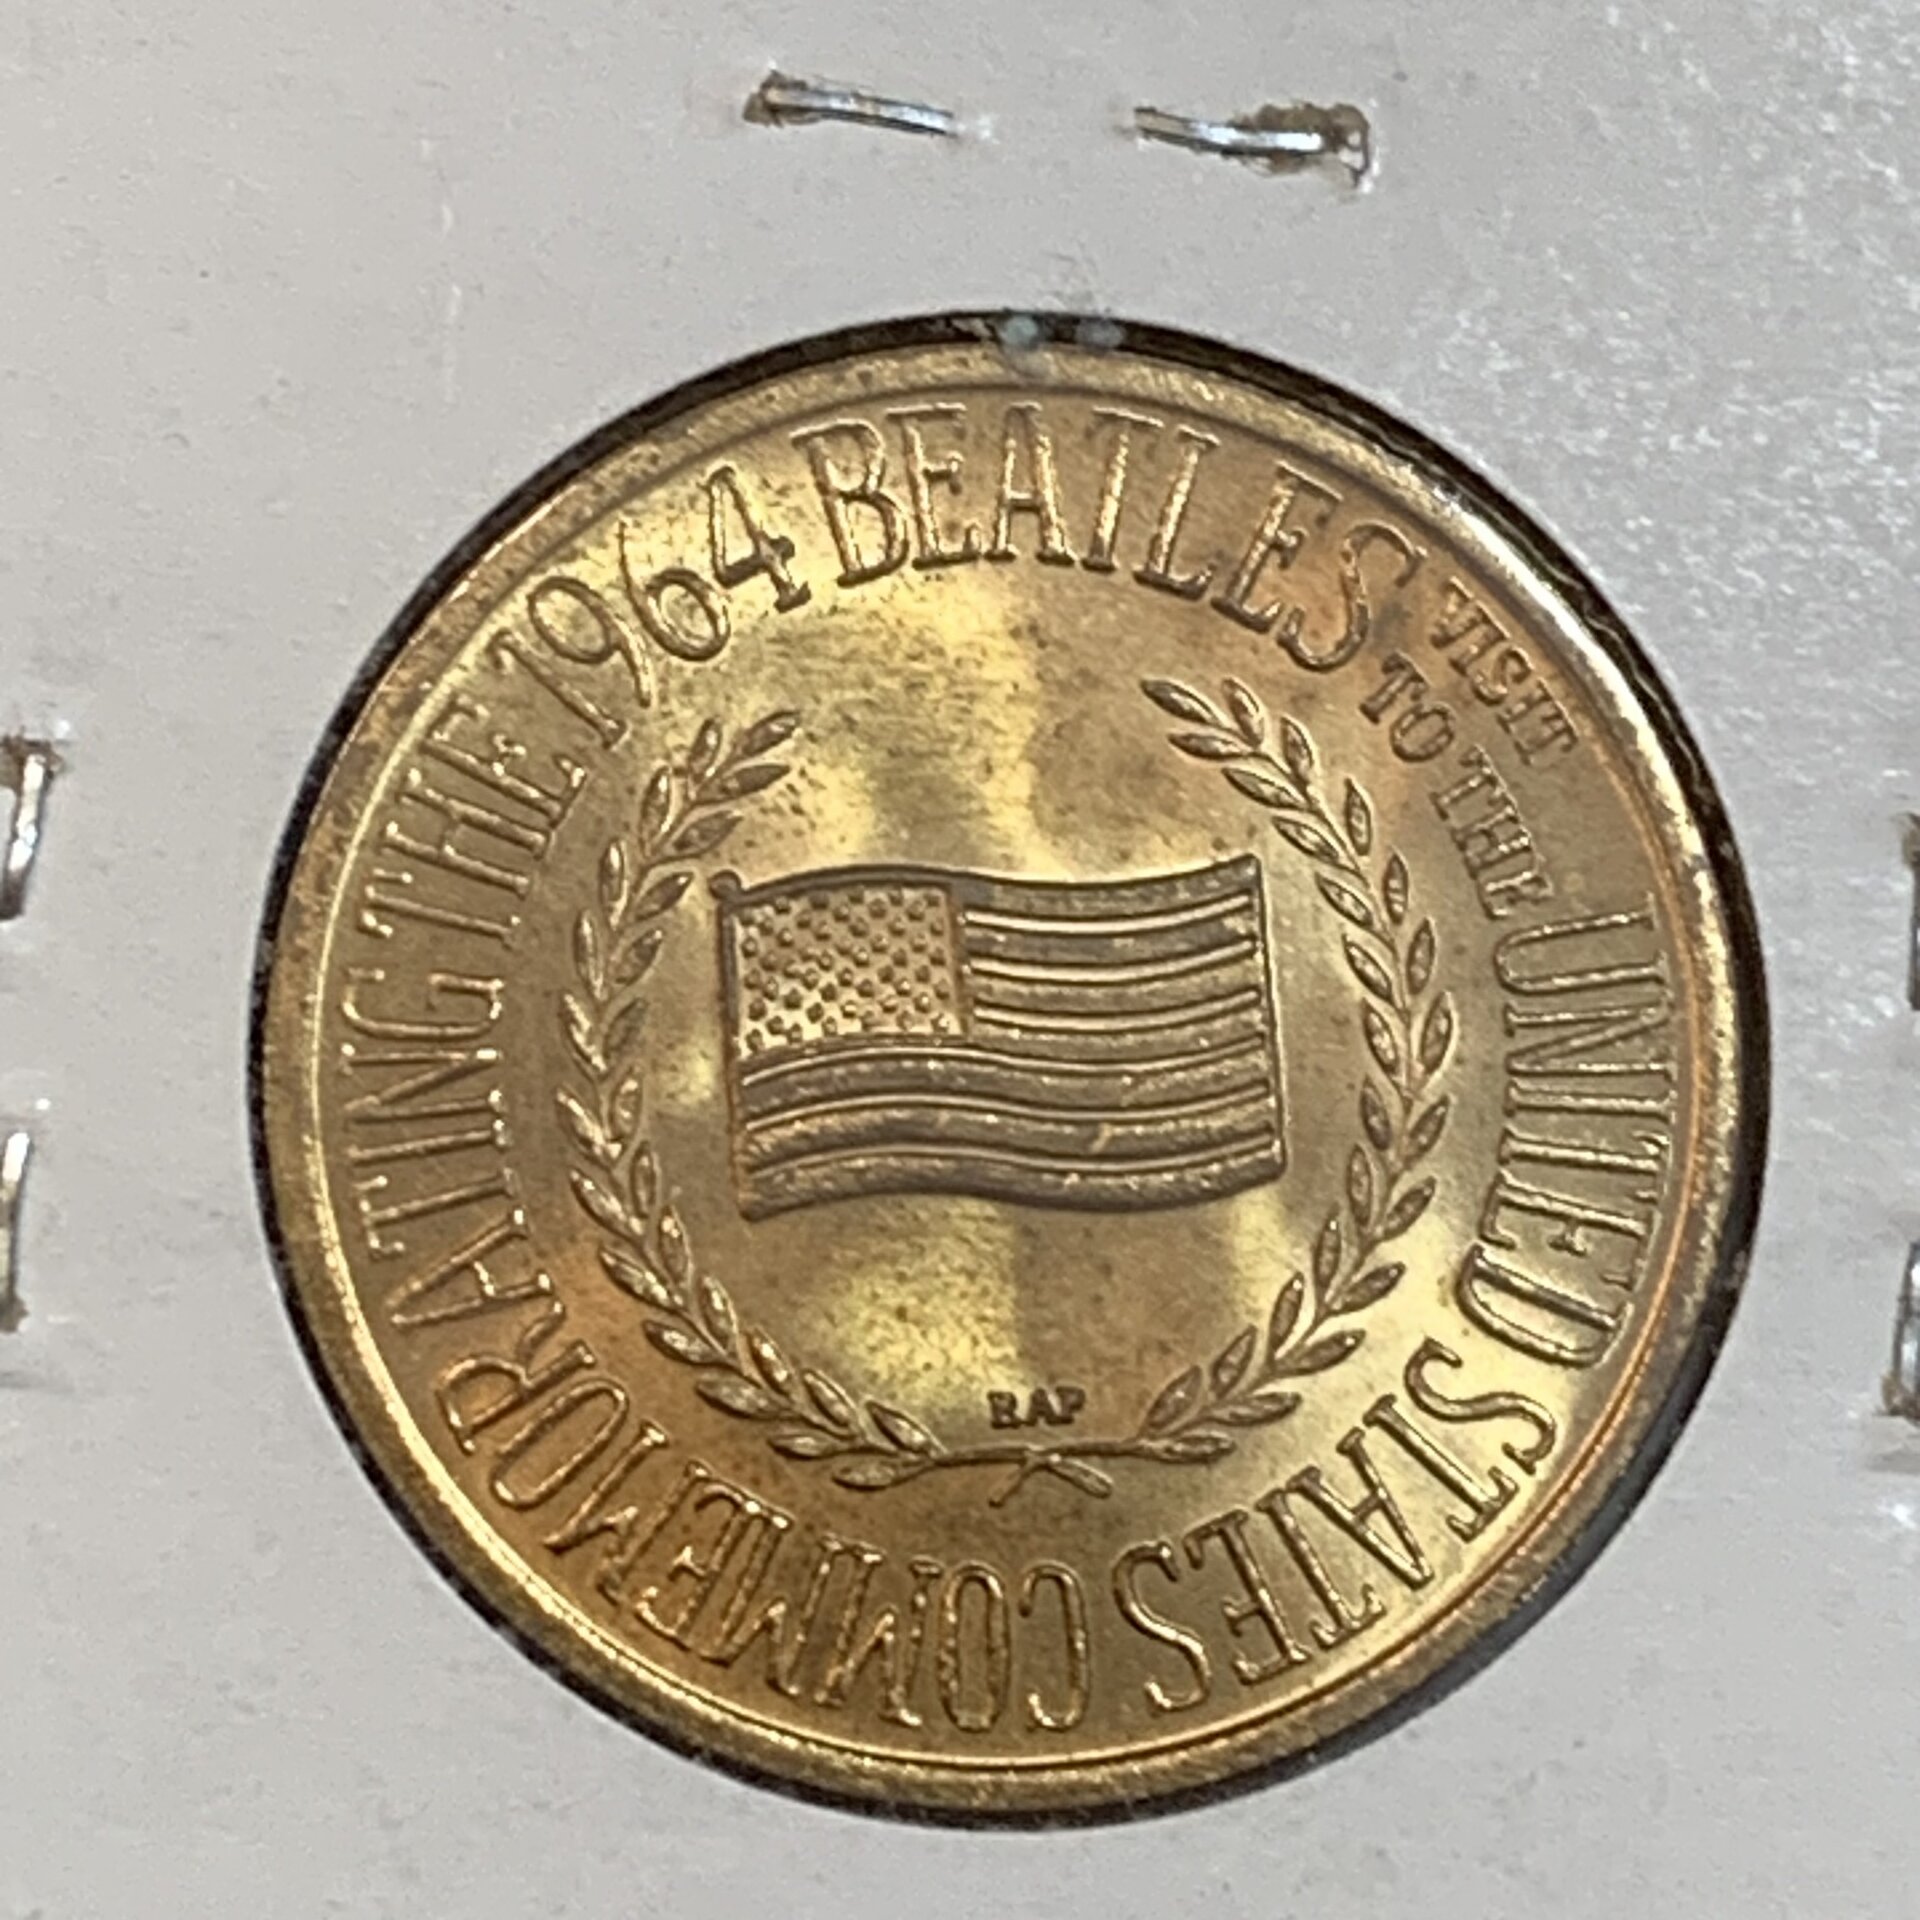 COMMEMORATING THE 1964 BEATLES VISIT TO THE UNITED STATES
RAP